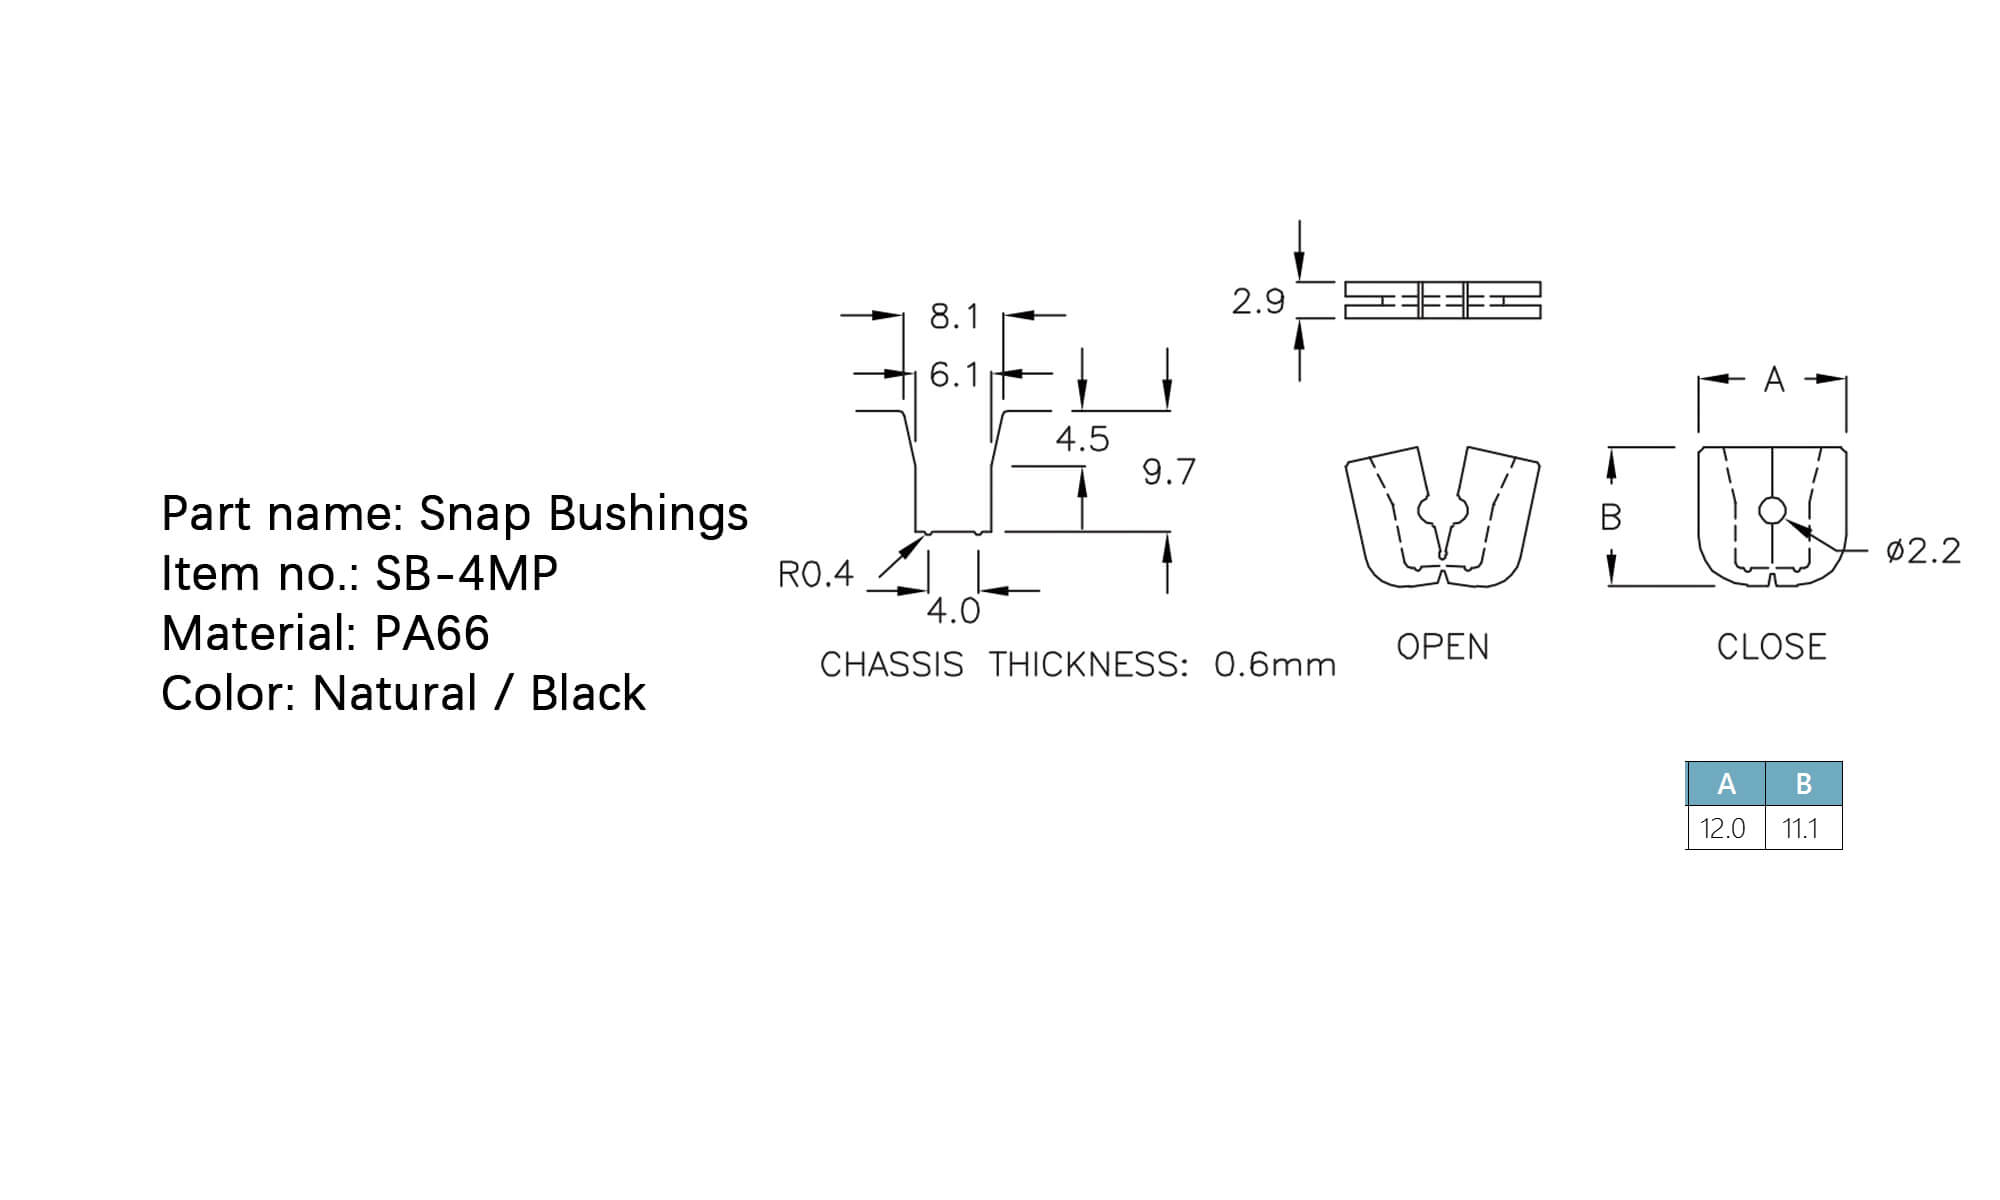 Part name: Snap Bushings
Item no.: SB-4MP
Material: PA66
Color: Natural / Black
8.1
6.1
4.5
9.7
R0.4
4.0
CHASSIS THICKNESS: 0.6mm
2.9
OPEN
A
B
ø2.2
CLOSE
A B
12.0 11.1